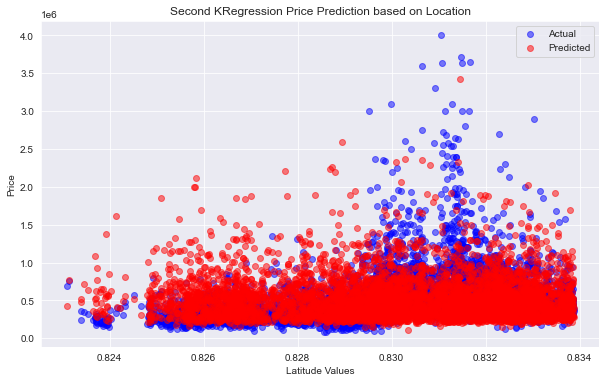 Second KRegression Price Prediction based on Location
1e6
Actual
Predicted
4.0
3.5
3.0
2.5
2.0
1.5
1.0
0.5
0.0
Price
0.824 0.826 0.828 0.830 0.832 0.834
Latitude Values